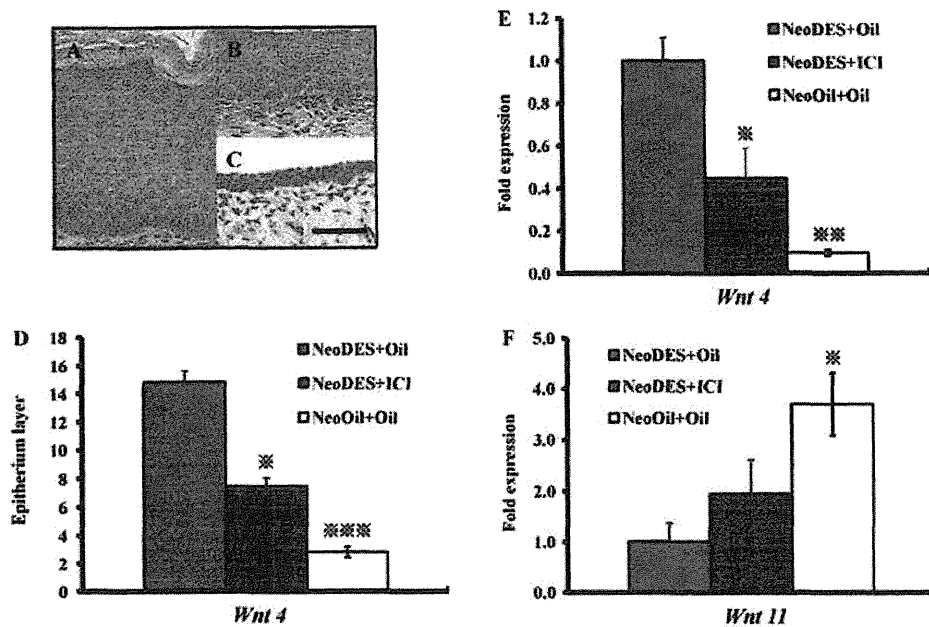 A
B
C
D
18
16
14
12
10
8
6
4
2
0
Epitherium layer
NeoDES+Oil
NeoDES+ICI
NeoOil+Oil
※
※※※
Wnt 4
E
1.2
1.0
0.8
0.6
0.4
0.2
0.0
Fold expression
NeoDES+Oil
NeoDES+ICI
NeoOil+Oil
※
※※
Wnt 4
F
5.0
4.0
3.0
2.0
1.0
0.0
Fold expression
NeoDES+Oil
NeoDES+ICI
NeoOil+Oil
※
Wnt 11